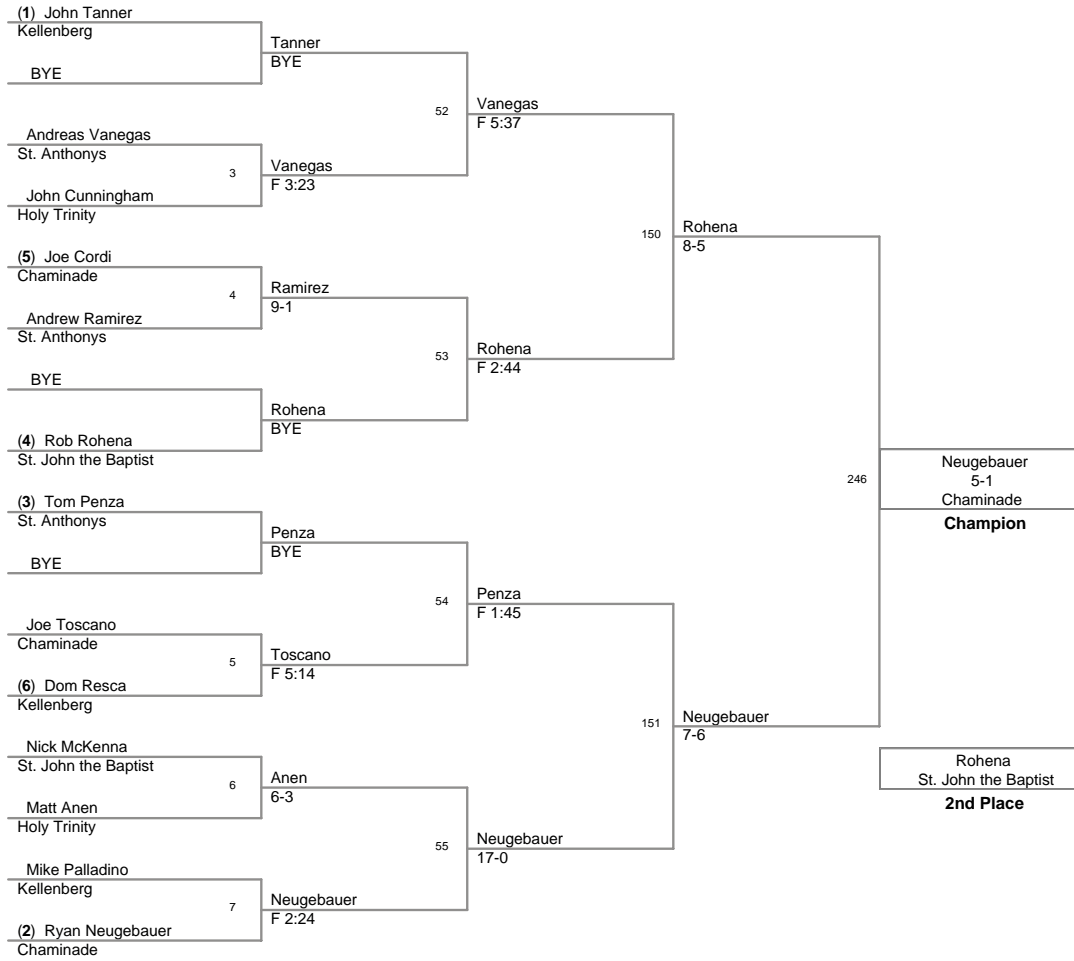 (1) John Tanner
Kellenberg
BYE
Andreas Vanegas
St. Anthonys
3
John Cunningham
Holy Trinity
(5) Joe Cordi
Chaminade
4
Andrew Ramirez
St. Anthonys
BYE
(4) Rob Rohena
St. John the Baptist
(3) Tom Penza
St. Anthonys
BYE
Joe Toscano
Chaminade
5
(6) Dom Resca
Kellenberg
Nick McKenna
St. John the Baptist
6
Matt Anen
Holy Trinity
Mike Palladino
Kellenberg
7
(2) Ryan Neugebauer
Chaminade
Tanner
BYE
52
Vanegas
F 3:23
Ramirez
9-1
53
Rohena
BYE
Penza
BYE
54
Toscano
F 5:14
Anen
6-3
55
Neugebauer
F 2:24
Vanegas
F 5:37
150
Rohena
F 2:44
Penza
F 1:45
151
Neugebauer
17-0
Rohena
8-5
246
Neugebauer
7-6
Neugebauer
5-1
Chaminade
Champion
Rohena
St. John the Baptist
2nd Place